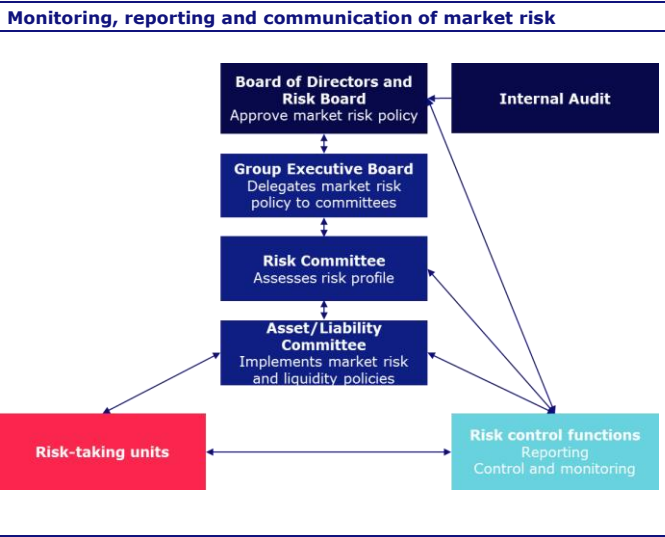 Monitoring, reporting and communication of market risk
Board of Directors and
Risk Board
Approve market risk policy
Internal Audit
Group Executive Board
Delegates market risk
policy to committees
Risk Committee
Assesses risk profile
Asset/Liability
Committee
Implements market risk
and liquidity policies
Risk-taking units
Risk control functions
Reporting
Control and monitoring